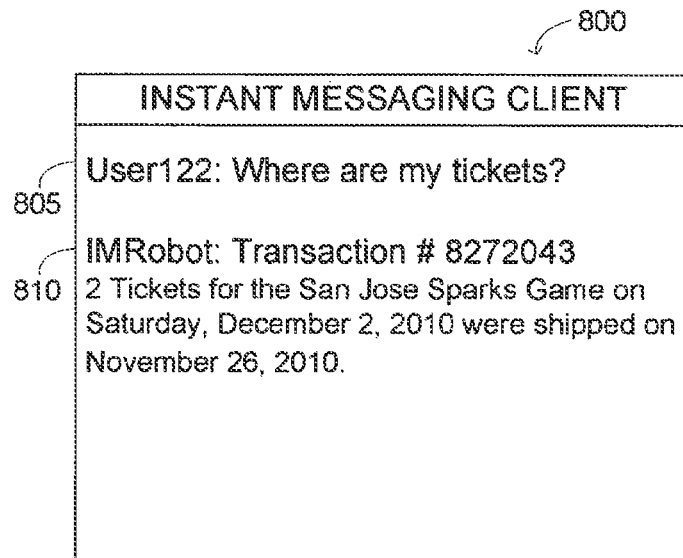 800
INSTANT MESSAGING CLIENT
User122: Where are my tickets?
805
IMRobot: Transaction # 8272043
810
2 Tickets for the San Jose Sparks Game on
Saturday, December 2, 2010 were shipped on
November 26, 2010.